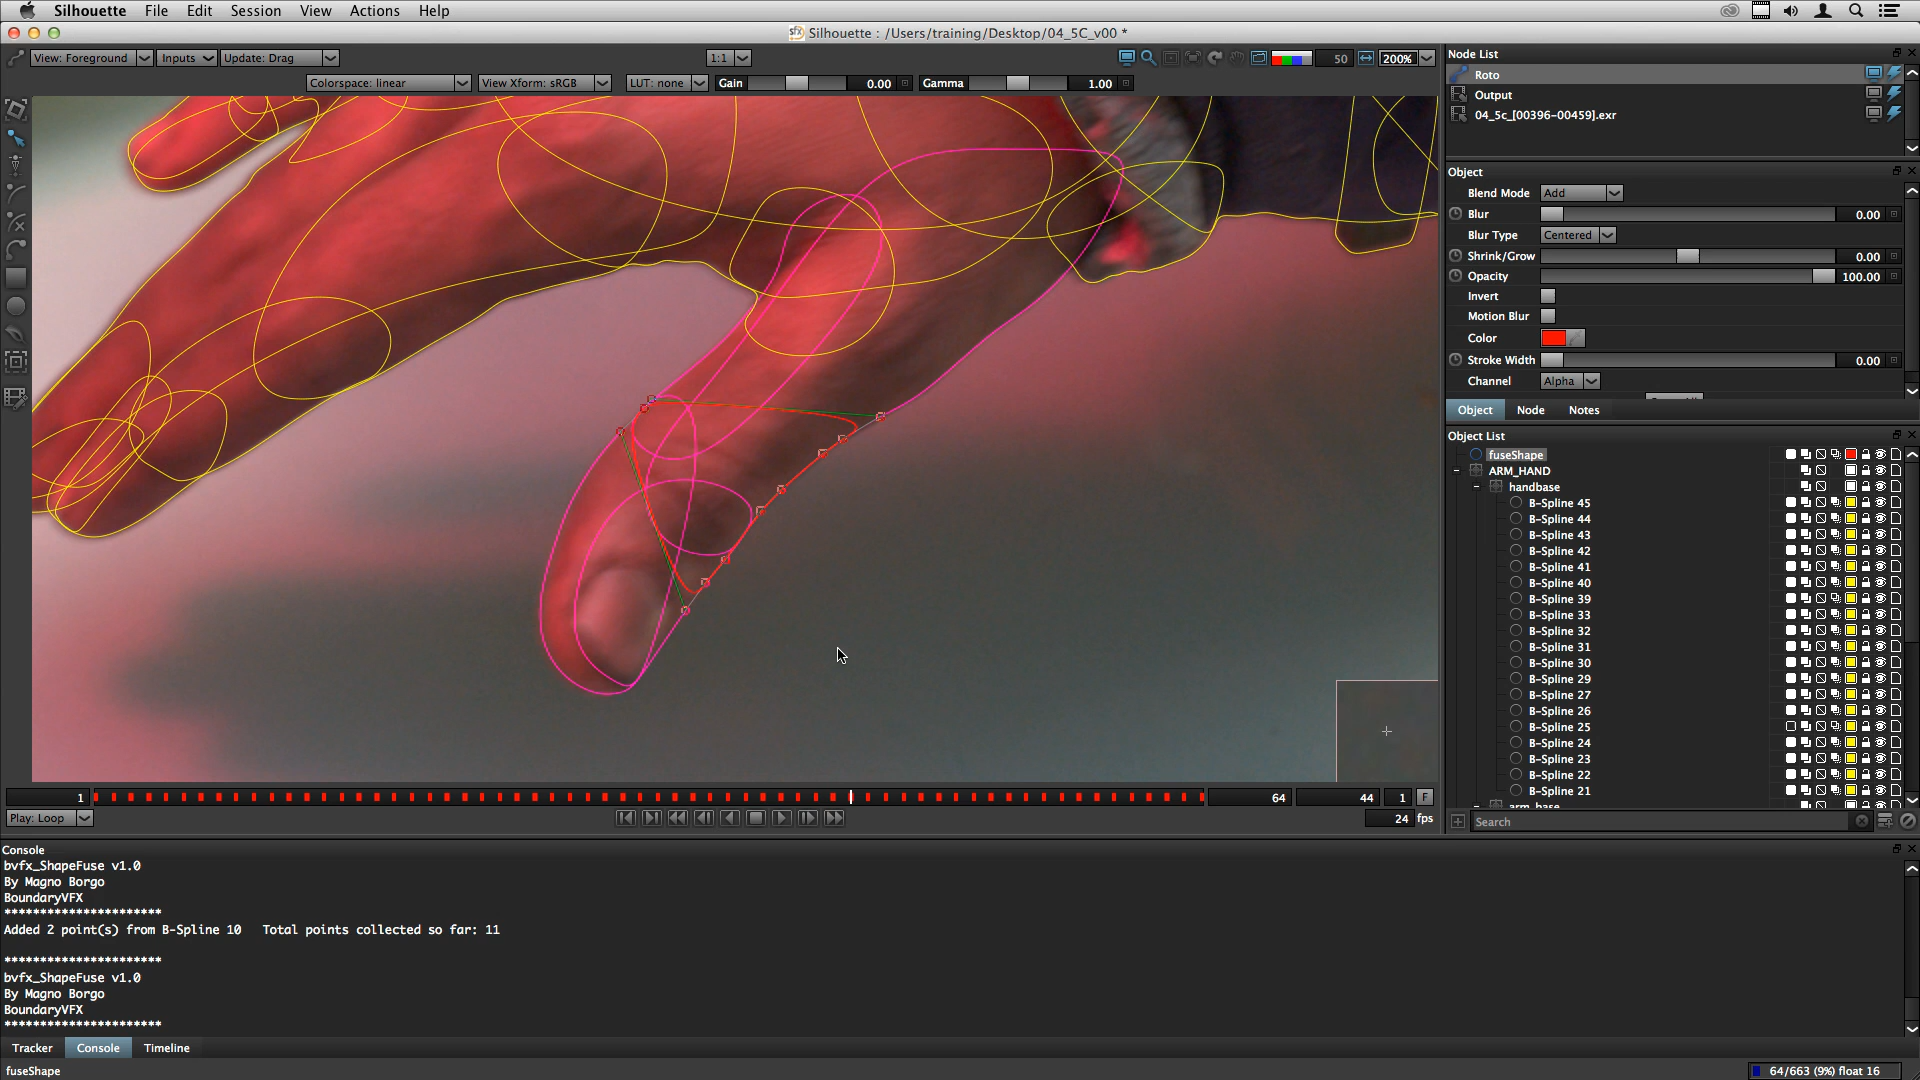 Silhouette File Edit Session View Actions Help
sfx Silhouette : /Users/training/Desktop/04_5C_v00 *
View: Foreground Inputs Update: Drag 1:1 50 200%
Colorspace: linear View Xform: sRGB LUT: none Gain 0.00 Gamma 1.00
Node List
Roto
Output
04_5c_[00396-00459].exr
Object
Blend Mode Add
Blur 0.00
Blur Type Centered
Shrink/Grow 0.00
Opacity 100.00
Invert
Motion Blur
Color
Stroke Width 0.00
Channel Alpha
Object Node Notes
Object List
fuseShape
ARM_HAND
handbase
B-Spline 45
B-Spline 44
B-Spline 43
B-Spline 42
B-Spline 41
B-Spline 40
B-Spline 39
B-Spline 33
B-Spline 32
B-Spline 31
B-Spline 30
B-Spline 29
B-Spline 27
B-Spline 26
B-Spline 25
B-Spline 24
B-Spline 23
B-Spline 22
B-Spline 21
arm_base
Search
1 64 44 1 F
Play: Loop 24 fps
Console
bvfx_ShapeFuse v1.0
By Magno Borgo
BoundaryVFX
**********************
Added 2 point(s) from B-Spline 10 Total points collected so far: 11
**********************
bvfx_ShapeFuse v1.0
By Magno Borgo
BoundaryVFX
**********************
Tracker Console Timeline
fuseShape 64/663 (9%) float 16